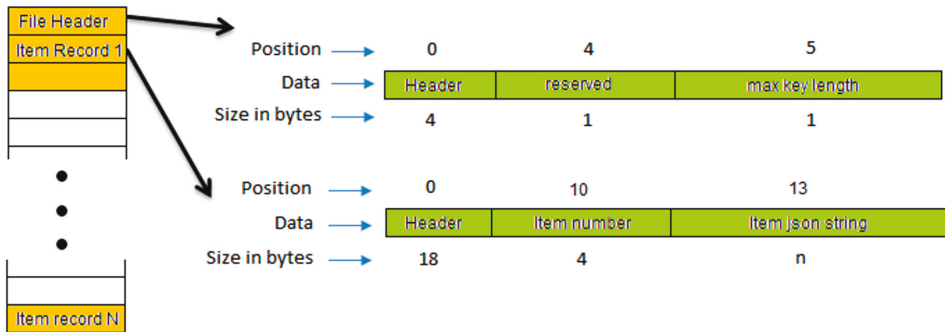 File Header
Item Record 1
Position 0 4 5
Data Header reserved max key length
Size in bytes 4 1 1
Position 0 10 13
Data Header Item number Item json string
Size in bytes 18 4 n
Item record N